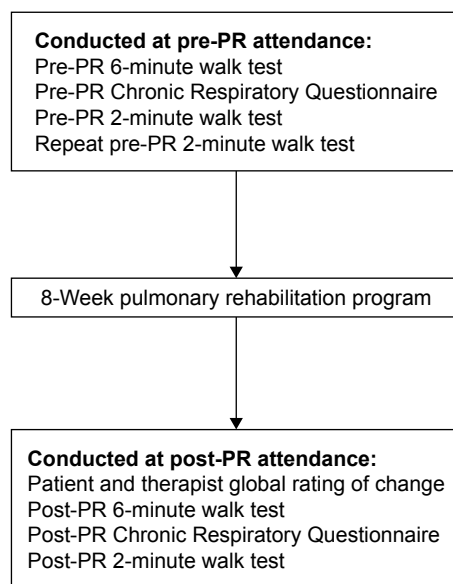 Conducted at pre-PR attendance:
Pre-PR 6-minute walk test
Pre-PR Chronic Respiratory Questionnaire
Pre-PR 2-minute walk test
Repeat pre-PR 2-minute walk test
8-Week pulmonary rehabilitation program
Conducted at post-PR attendance:
Patient and therapist global rating of change
Post-PR 6-minute walk test
Post-PR Chronic Respiratory Questionnaire
Post-PR 2-minute walk test